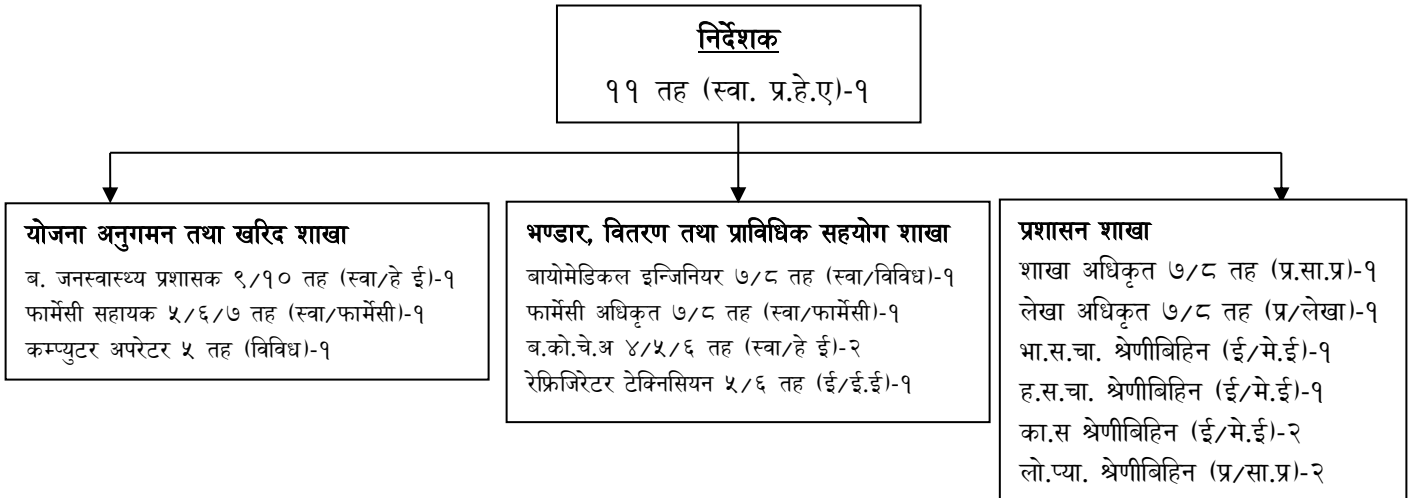 निर्देशक
११ तह (स्वा. प्र.हे.ए)-१
योजना अनुगमन तथा खरिद शाखा
ब. जनस्वास्थ्य प्रशासक ९/१० तह (स्वा/हे ई)-१
फार्मेसी सहायक ५/६/७ तह (स्वा/फार्मेसी)-१
कम्प्युटर अपरेटर ५ तह (विविध)-१
भण्डार, वितरण तथा प्राविधिक सहयोग शाखा
बायोमेडिकल इन्जिनियर ७/८ तह (स्वा/विविध)-१
फार्मेसी अधिकृत ७/८ तह (स्वा/फार्मेसी)-१
ब.को.चे.अ ४/५/६ तह (स्वा/हे ई)-२
रेफ्रिजिरेटर टेक्निसियन ५/६ तह (ई/ई.ई)-१
प्रशासन शाखा
शाखा अधिकृत ७/८ तह (प्र.सा.प्र)-१
लेखा अधिकृत ७/८ तह (प्र/लेखा)-१
भा.स.चा. श्रेणीबिहिन (ई/मे.ई)-१
ह.स.चा. श्रेणीबिहिन (ई/मे.ई)-१
का.स श्रेणीबिहिन (ई/मे.ई)-२
लो.प्या. श्रेणीबिहिन (प्र/सा.प्र)-२